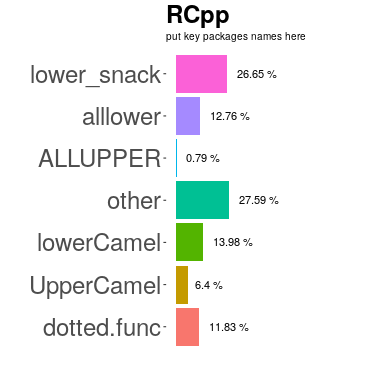 RCpp
put key packages names here
lower_snack 26.65 %
alllower 12.76 %
ALLUPPER 0.79 %
other 27.59 %
lowerCamel 13.98 %
UpperCamel 6.4 %
dotted.func 11.83 %